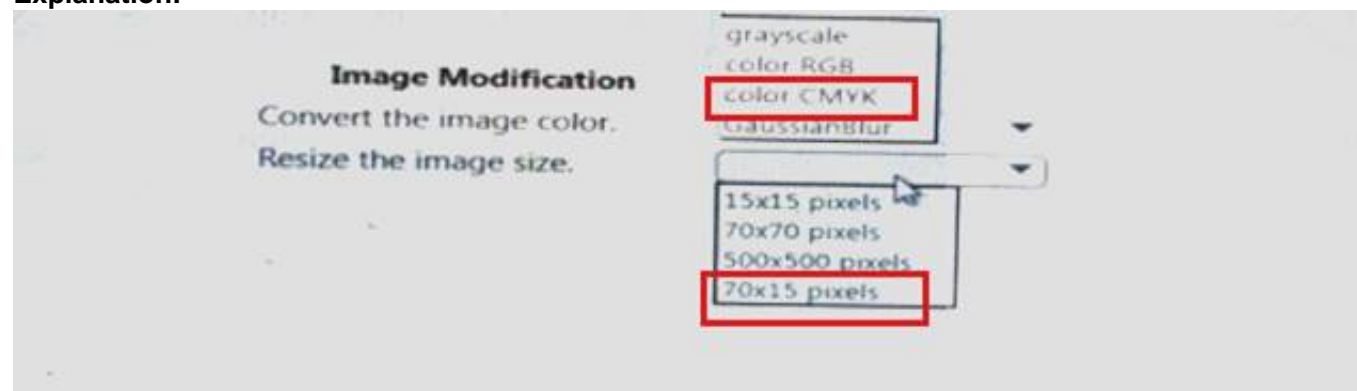 Explanation:
grayscale
color RGB
Image Modification
color CMYK
Convert the image color.
GaussianBlur
Resize the image size.
15x15 pixels
70x70 pixels
500x500 pixels
70x15 pixels